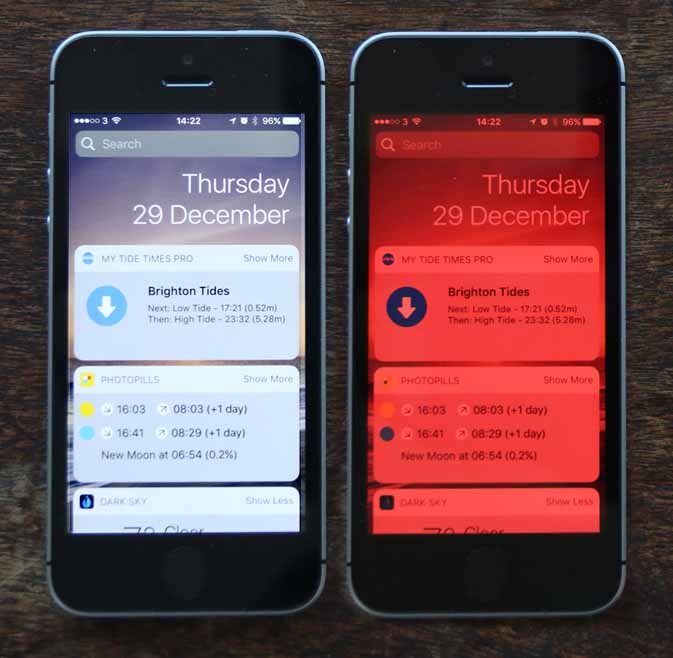 3 14:22 96%
Search
Thursday
29 December
MY TIDE TIMES PRO Show More
Brighton Tides
Next: Low Tide - 17:21 (0.52m)
Then: High Tide - 23:32 (5.28m)
PHOTOPILLS Show More
16:03 08:03 (+1 day)
16:41 08:29 (+1 day)
New Moon at 06:54 (0.2%)
DARK SKY Show Less
Clear
3 14:22 96%
Search
Thursday
29 December
MY TIDE TIMES PRO Show More
Brighton Tides
Next: Low Tide - 17:21 (0.52m)
Then: High Tide - 23:32 (5.28m)
PHOTOPILLS Show More
16:03 08:03 (+1 day)
16:41 08:29 (+1 day)
New Moon at 06:54 (0.2%)
DARK SKY Show Less
Clear